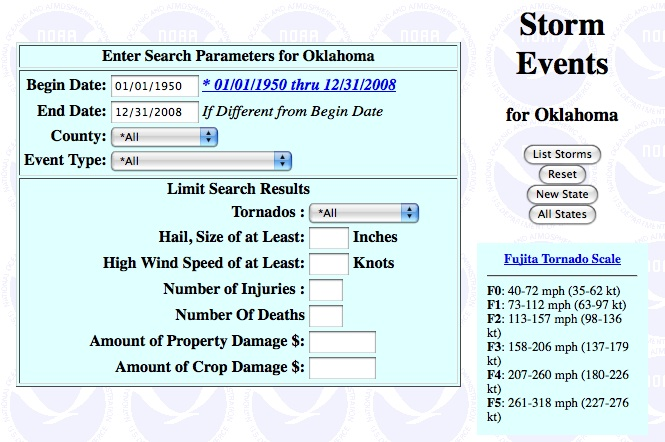 Enter Search Parameters for Oklahoma
Begin Date: 01/01/1950 * 01/01/1950 thru 12/31/2008
End Date: 12/31/2008 If Different from Begin Date
County: *All
Event Type: *All
Limit Search Results
Tornados : *All
Hail, Size of at Least: Inches
High Wind Speed of at Least: Knots
Number of Injuries :
Number Of Deaths
Amount of Property Damage $:
Amount of Crop Damage $:
Storm
Events
for Oklahoma
List Storms
Reset
New State
All States
Fujita Tornado Scale
F0: 40-72 mph (35-62 kt)
F1: 73-112 mph (63-97 kt)
F2: 113-157 mph (98-136
kt)
F3: 158-206 mph (137-179
kt)
F4: 207-260 mph (180-226
kt)
F5: 261-318 mph (227-276
kt)